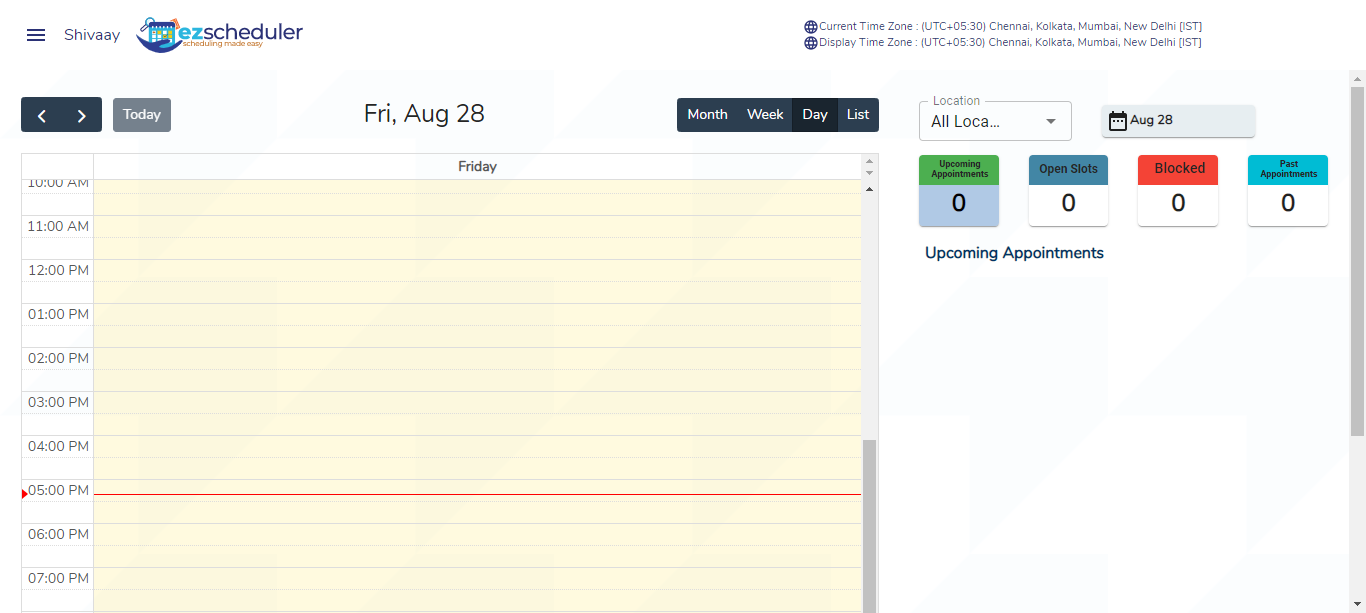 Shivaay
ezscheduler
scheduling made easy
Current Time Zone : (UTC+05:30) Chennai, Kolkata, Mumbai, New Delhi [IST]
Display Time Zone : (UTC+05:30) Chennai, Kolkata, Mumbai, New Delhi [IST]
Today
Fri, Aug 28
Month Week Day List
Location
All Loca...
Aug 28
Friday
10:00 AM
11:00 AM
12:00 PM
01:00 PM
02:00 PM
03:00 PM
04:00 PM
05:00 PM
06:00 PM
07:00 PM
Upcoming
Appointments
0
Open Slots
0
Blocked
0
Past
Appointments
0
Upcoming Appointments